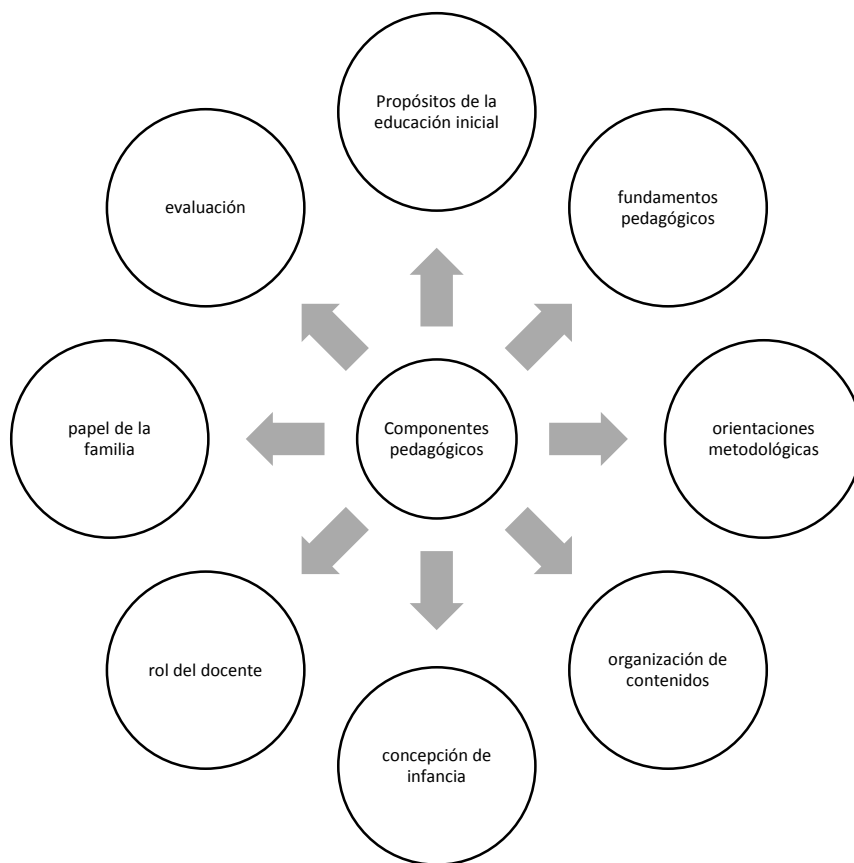 Propósitos de la
educación inicial
fundamentos
pedagógicos
orientaciones
metodológicas
organización de
contenidos
concepción de
infancia
rol del docente
papel de la
familia
evaluación
Componentes
pedagógicos